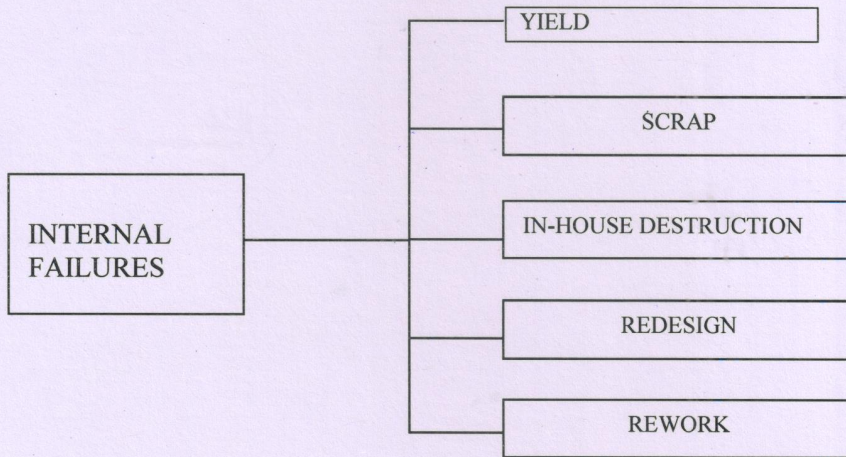 YIELD
SCRAP
INTERNAL
FAILURES
IN-HOUSE DESTRUCTION
REDESIGN
REWORK